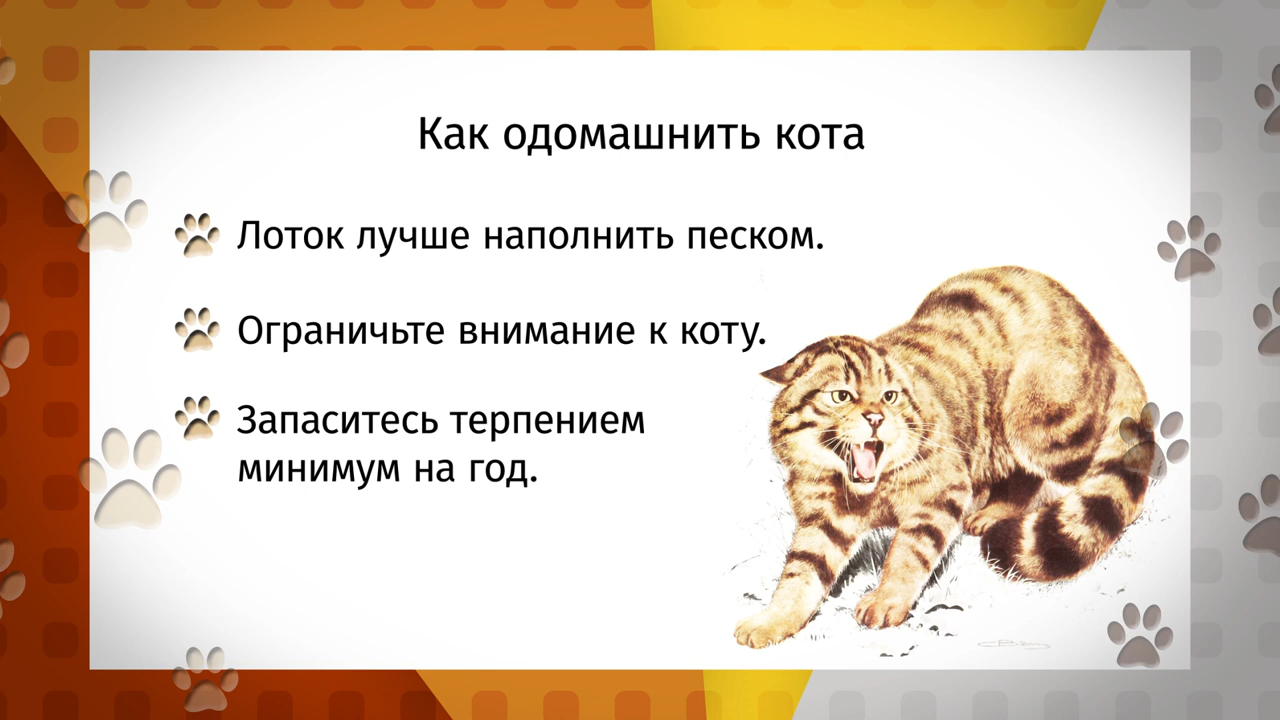 Как одомашнить кота
Лоток лучше наполнить песком.
Ограничьте внимание к коту.
Запаситесь терпением
минимум на год.